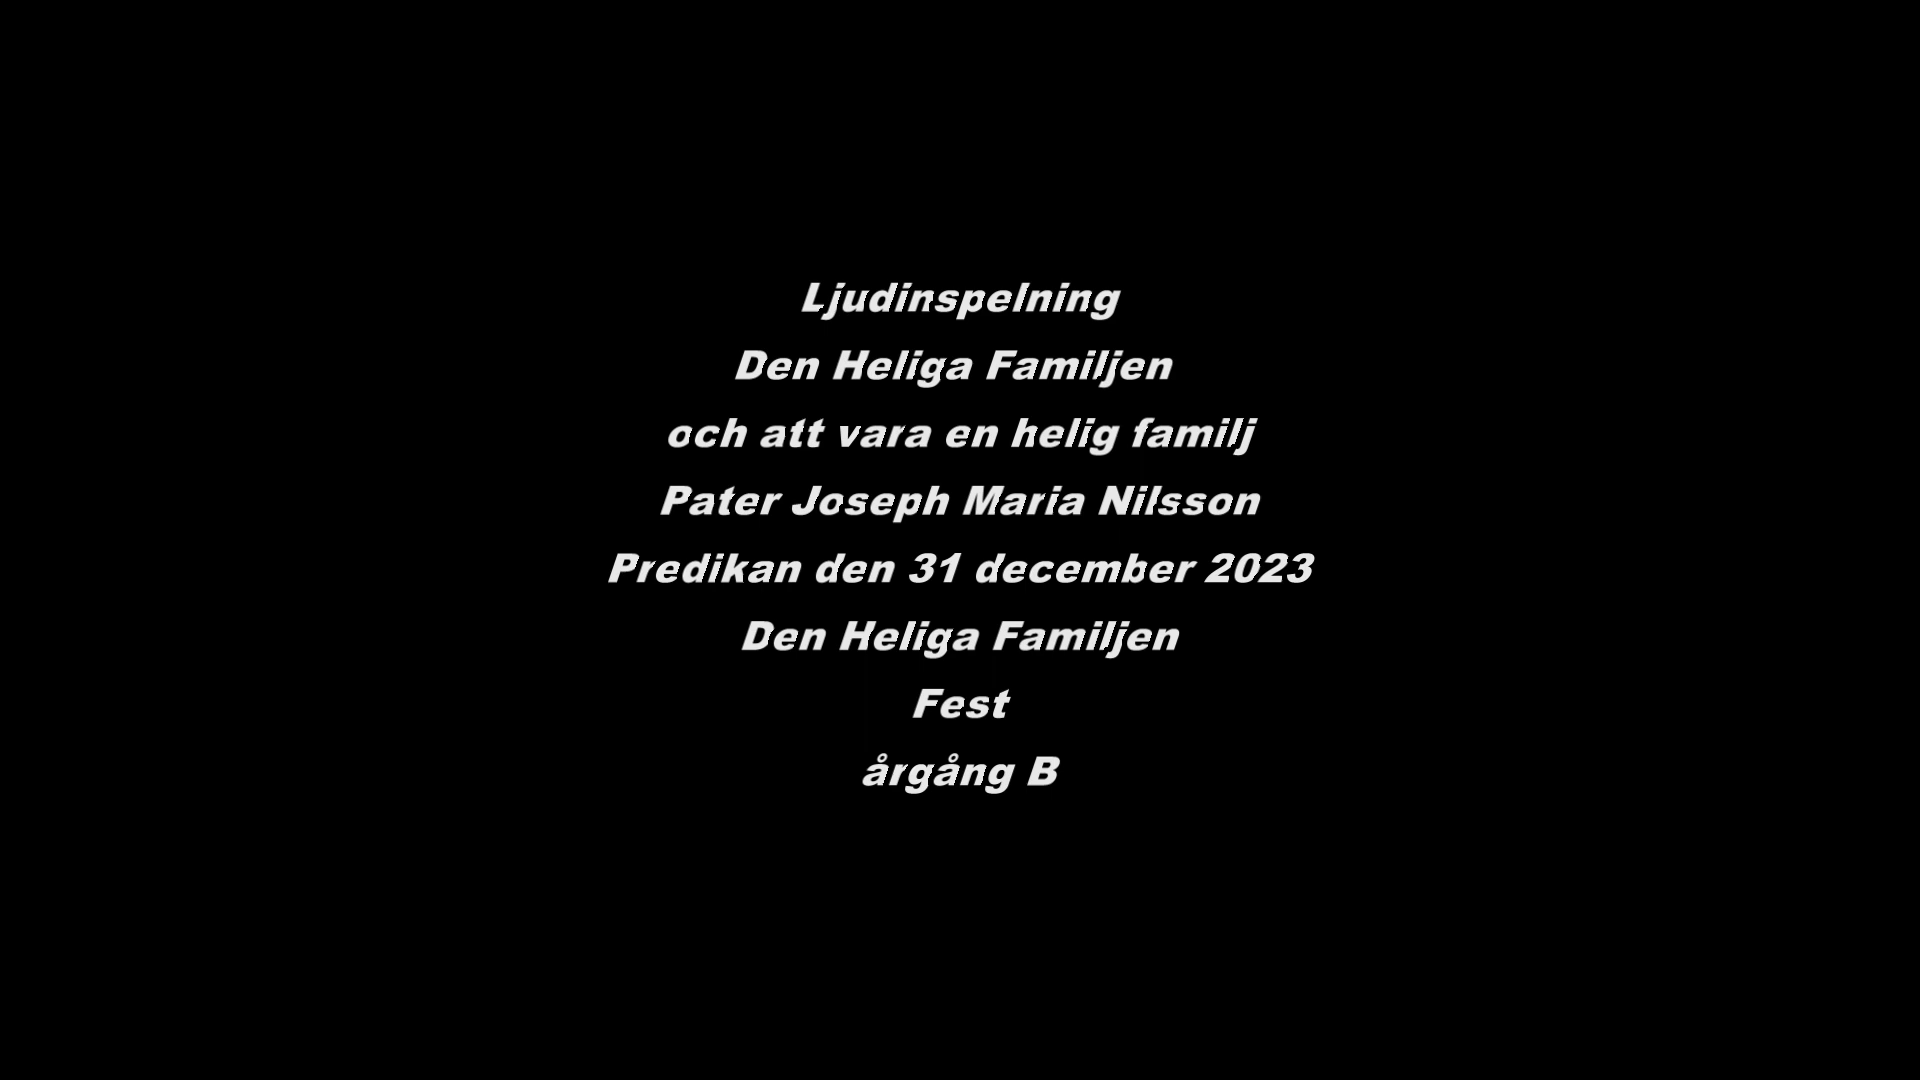 Ljudinspelning
Den Heliga Familjen
och att vara en helig familj
Pater Joseph Maria Nilsson
Predikan den 31 december 2023
Den Heliga Familjen
Fest
årgång B